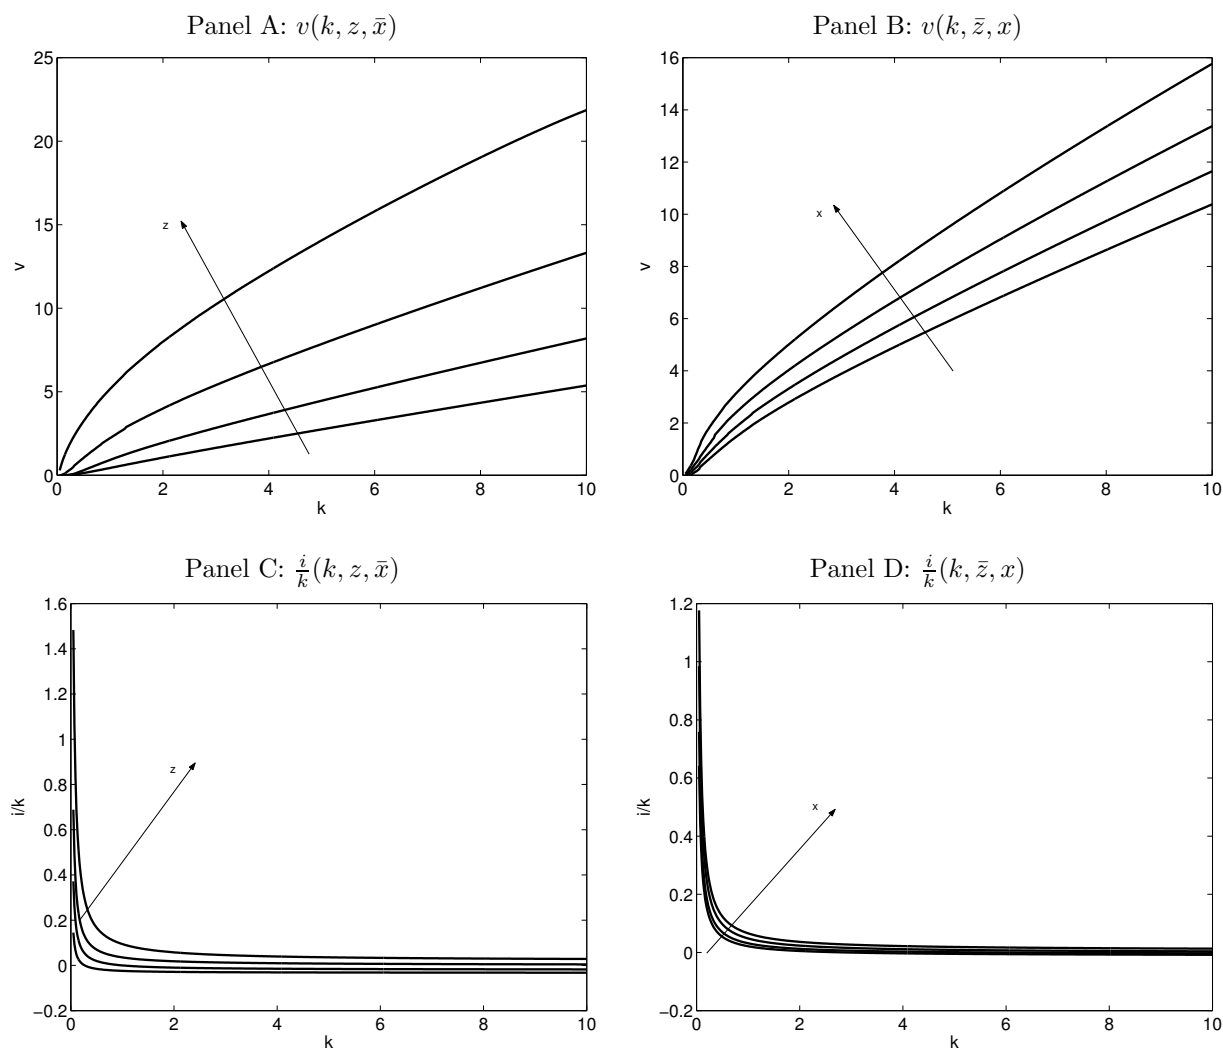 Panel A: v(k, z, x̄)
25
20
15
10
5
0
0 2 4 6 8 10
v
k
z
Panel B: v(k, z̄, x)
16
14
12
10
8
6
4
2
0
0 2 4 6 8 10
v
k
x
Panel C: i/k(k, z, x̄)
1.6
1.4
1.2
1
0.8
0.6
0.4
0.2
0
−0.2
0 2 4 6 8 10
i/k
k
z
Panel D: i/k(k, z̄, x)
1.2
1
0.8
0.6
0.4
0.2
0
−0.2
0 2 4 6 8 10
i/k
k
x